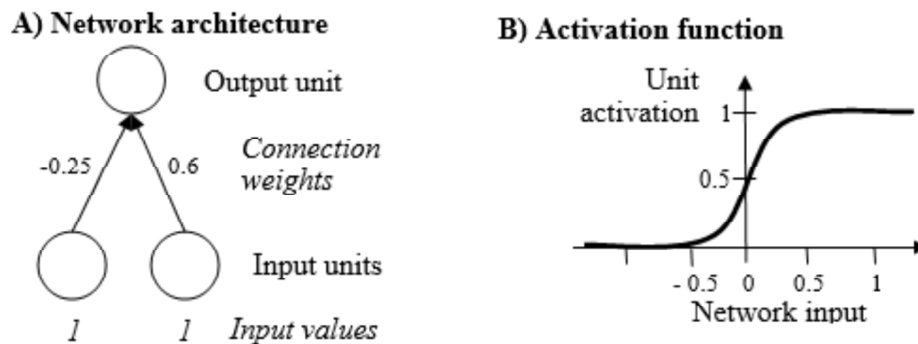 A) Network architecture
Output unit
-0.25
0.6
Connection
weights
Input units
1 1 Input values
B) Activation function
Unit
activation
1
0.5
- 0.5 0 0.5 1
Network input